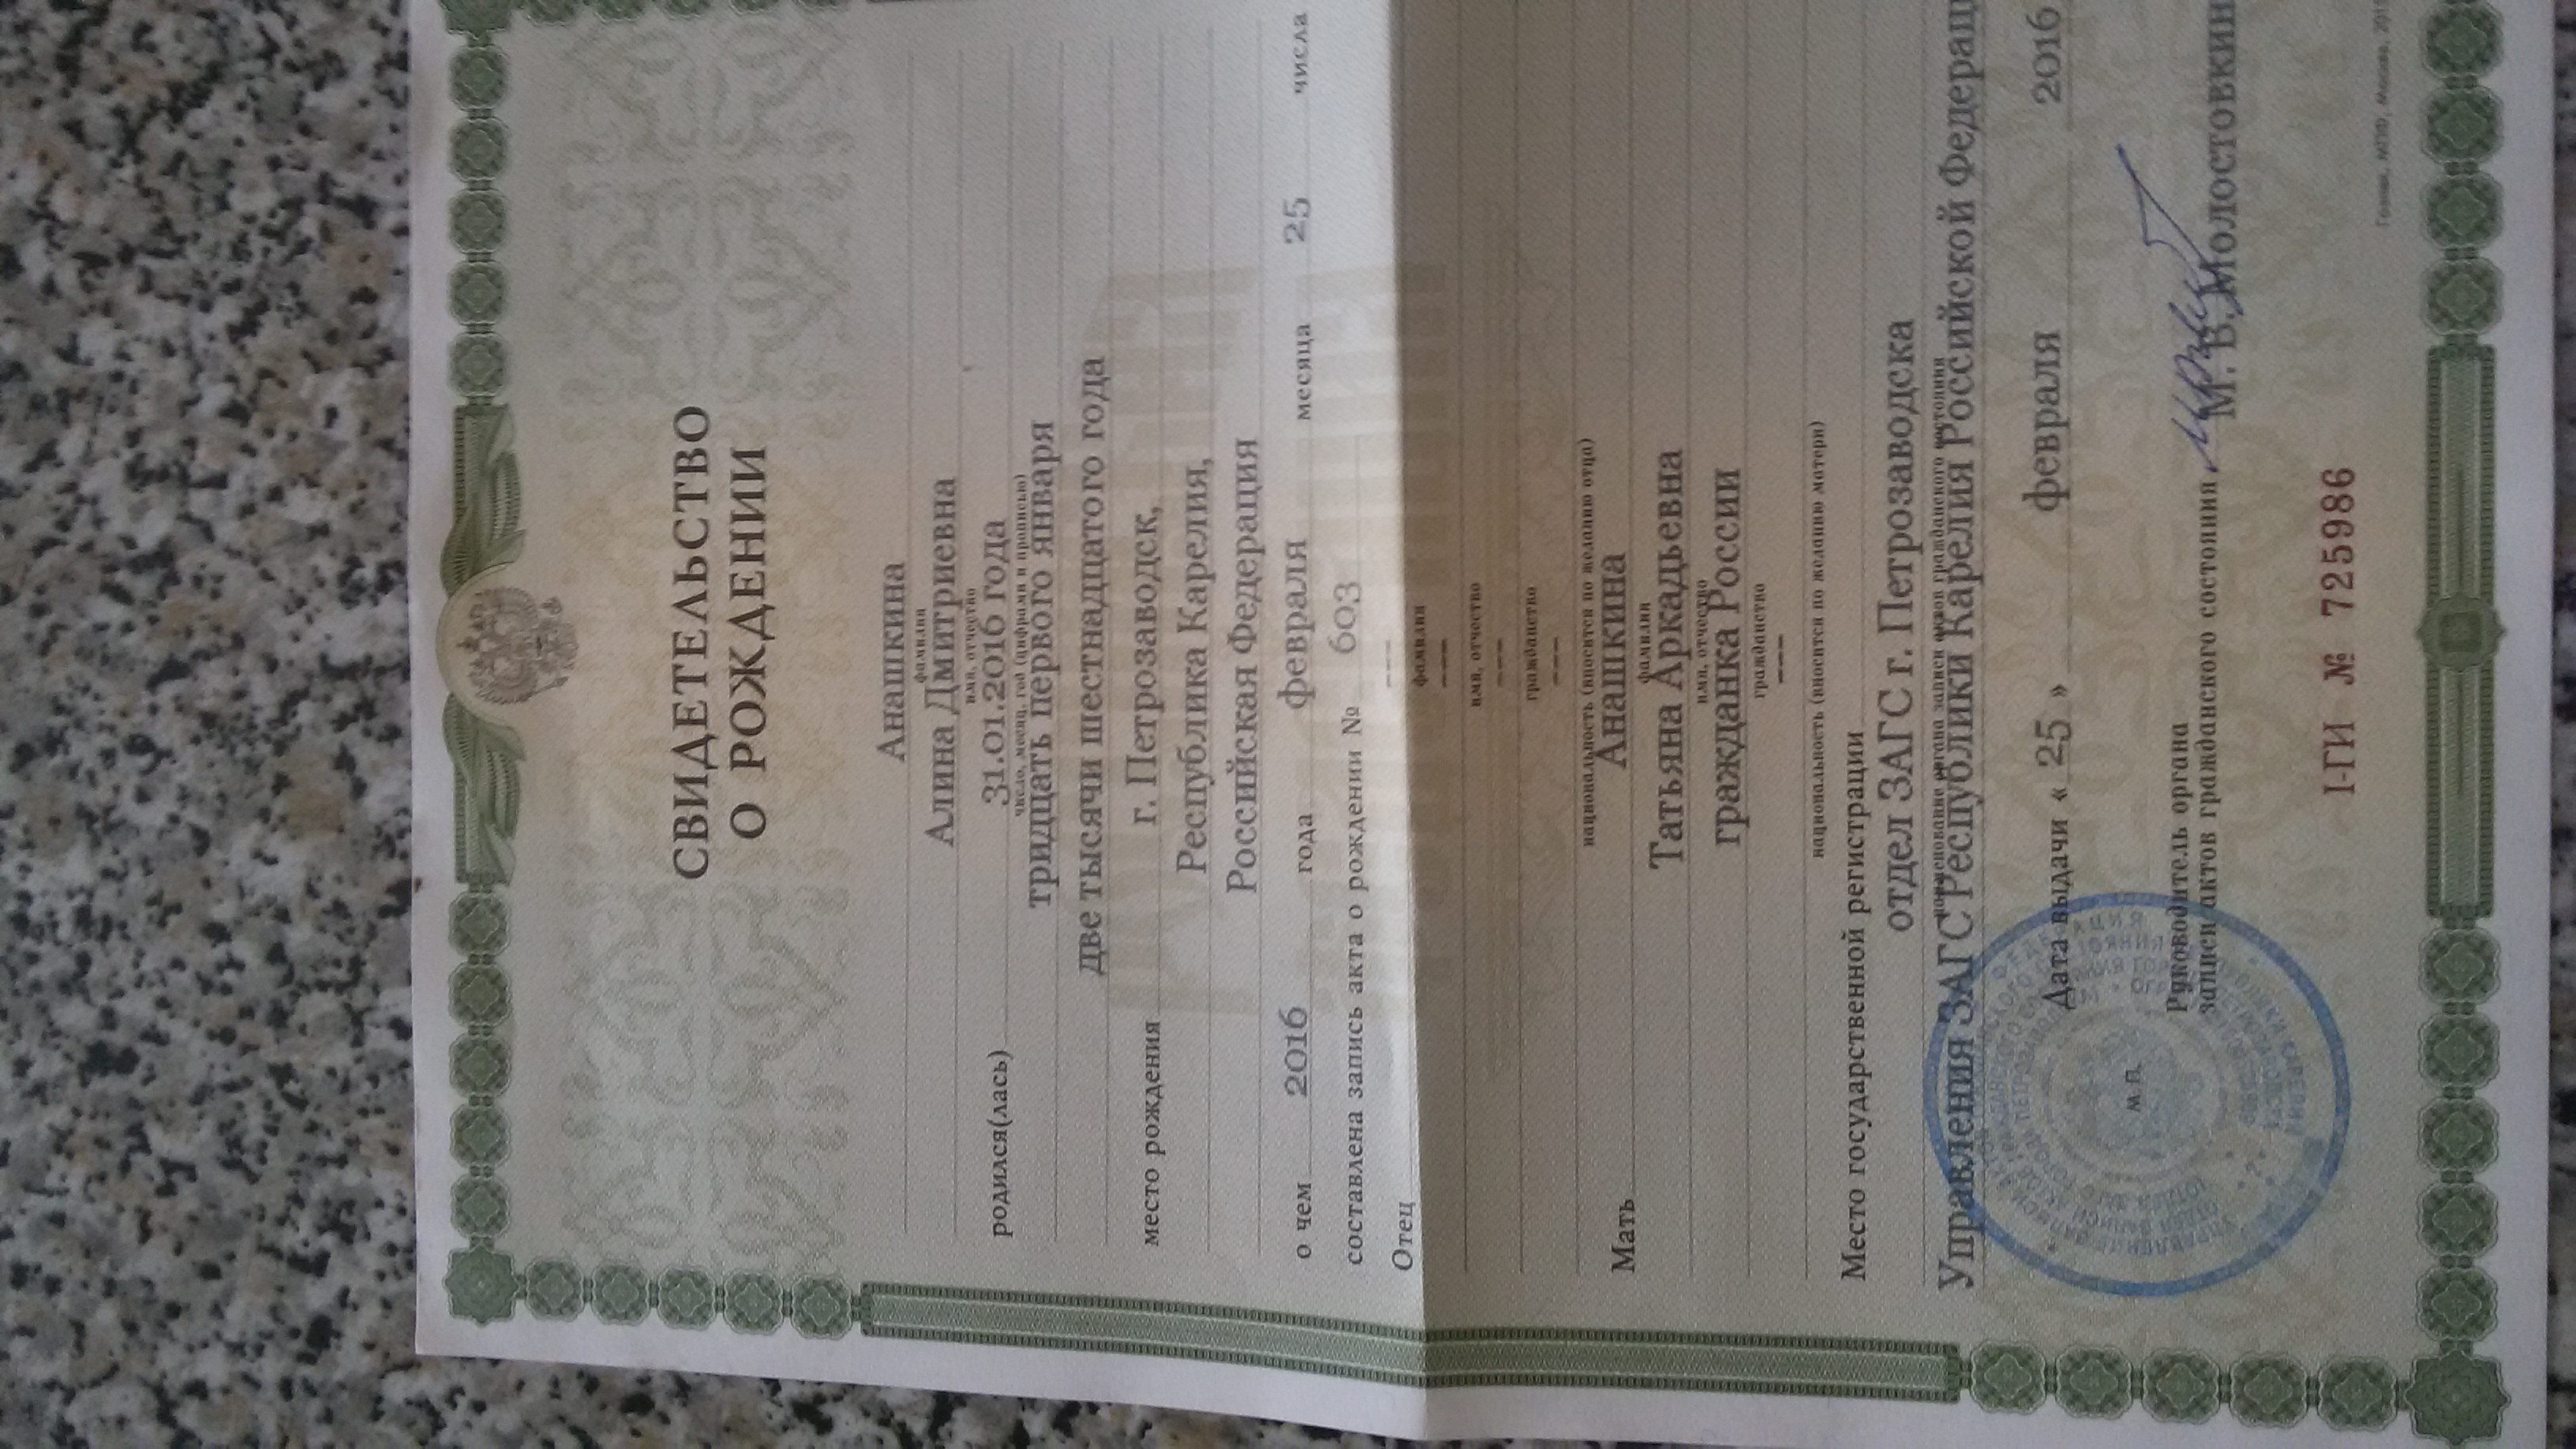 СВИДЕТЕЛЬСТВО
О РОЖДЕНИИ
Анашкина
фамилия
Алина Дмитриевна
имя, отчество
родился(лась) 31.01.2016 года
число, месяц, год (цифрами и прописью)
тридцать первого января
две тысячи шестнадцатого года
место рождения г. Петрозаводск,
Республика Карелия,
Российская Федерация
о чем 2016 года февраля месяца 25 числа
составлена запись акта о рождении № 603
Отец ---
фамилия
---
имя, отчество
---
гражданство
---
национальность (вносится по желанию отца)
Мать Анашкина
фамилия
Татьяна Аркадьевна
имя, отчество
гражданка России
гражданство
---
национальность (вносится по желанию матери)
Место государственной регистрации
отдел ЗАГС г. Петрозаводска
наименование органа записи актов гражданского состояния
Управления ЗАГС Республики Карелия Российской Федерац
Дата выдачи « 25 » февраля 2016
Руководитель органа
записи актов гражданского состояния
М. В. Молостовкин
М.П.
I-ГИ № 725986